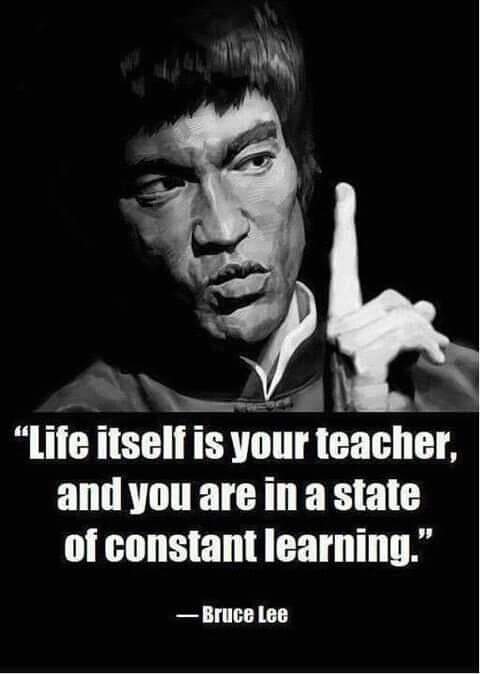 “Life itself is your teacher,
and you are in a state
of constant learning.”
— Bruce Lee